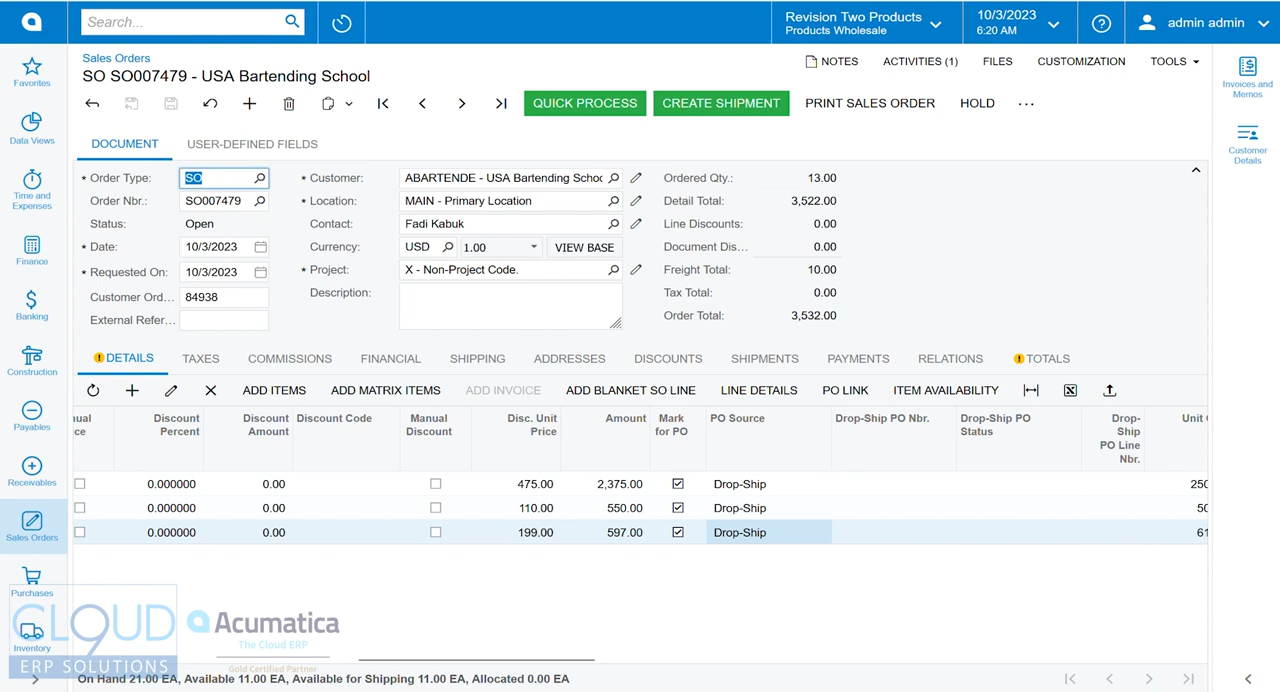 Search...
Revision Two Products
Products Wholesale
10/3/2023
6:20 AM
admin admin
Favorites
Data Views
Time and
Expenses
Finance
Banking
Construction
Payables
Receivables
Sales Orders
Purchases
Inventory
Sales Orders
SO SO007479 - USA Bartending School
NOTES
ACTIVITIES (1)
FILES
CUSTOMIZATION
TOOLS
QUICK PROCESS
CREATE SHIPMENT
PRINT SALES ORDER
HOLD
...
Invoices and
Memos
Customer
Details
DOCUMENT
USER-DEFINED FIELDS
* Order Type: SO
Order Nbr.: SO007479
Status: Open
* Date: 10/3/2023
* Requested On: 10/3/2023
Customer Ord... 84938
External Refer...
* Customer: ABARTENDE - USA Bartending Schoo
* Location: MAIN - Primary Location
Contact: Fadi Kabuk
Currency: USD 1.00 VIEW BASE
* Project: X - Non-Project Code.
Description:
Ordered Qty.: 13.00
Detail Total: 3,522.00
Line Discounts: 0.00
Document Dis... 0.00
Freight Total: 10.00
Tax Total: 0.00
Order Total: 3,532.00
DETAILS
TAXES
COMMISSIONS
FINANCIAL
SHIPPING
ADDRESSES
DISCOUNTS
SHIPMENTS
PAYMENTS
RELATIONS
TOTALS
ADD ITEMS
ADD MATRIX ITEMS
ADD INVOICE
ADD BLANKET SO LINE
LINE DETAILS
PO LINK
ITEM AVAILABILITY
Discount
Percent
Discount
Amount
Discount Code
Manual
Discount
Disc. Unit
Price
Amount
Mark
for PO
PO Source
Drop-Ship PO Nbr.
Drop-Ship PO
Status
Drop-
Ship
PO Line
Nbr.
Unit
0.000000 0.00 475.00 2,375.00 Drop-Ship 250
0.000000 0.00 110.00 550.00 Drop-Ship 50
0.000000 0.00 199.00 597.00 Drop-Ship 61
CLOUD 9
ERP SOLUTIONS
Acumatica
The Cloud ERP
Gold Certified Partner
On Hand 21.00 EA, Available 11.00 EA, Available for Shipping 11.00 EA, Allocated 0.00 EA